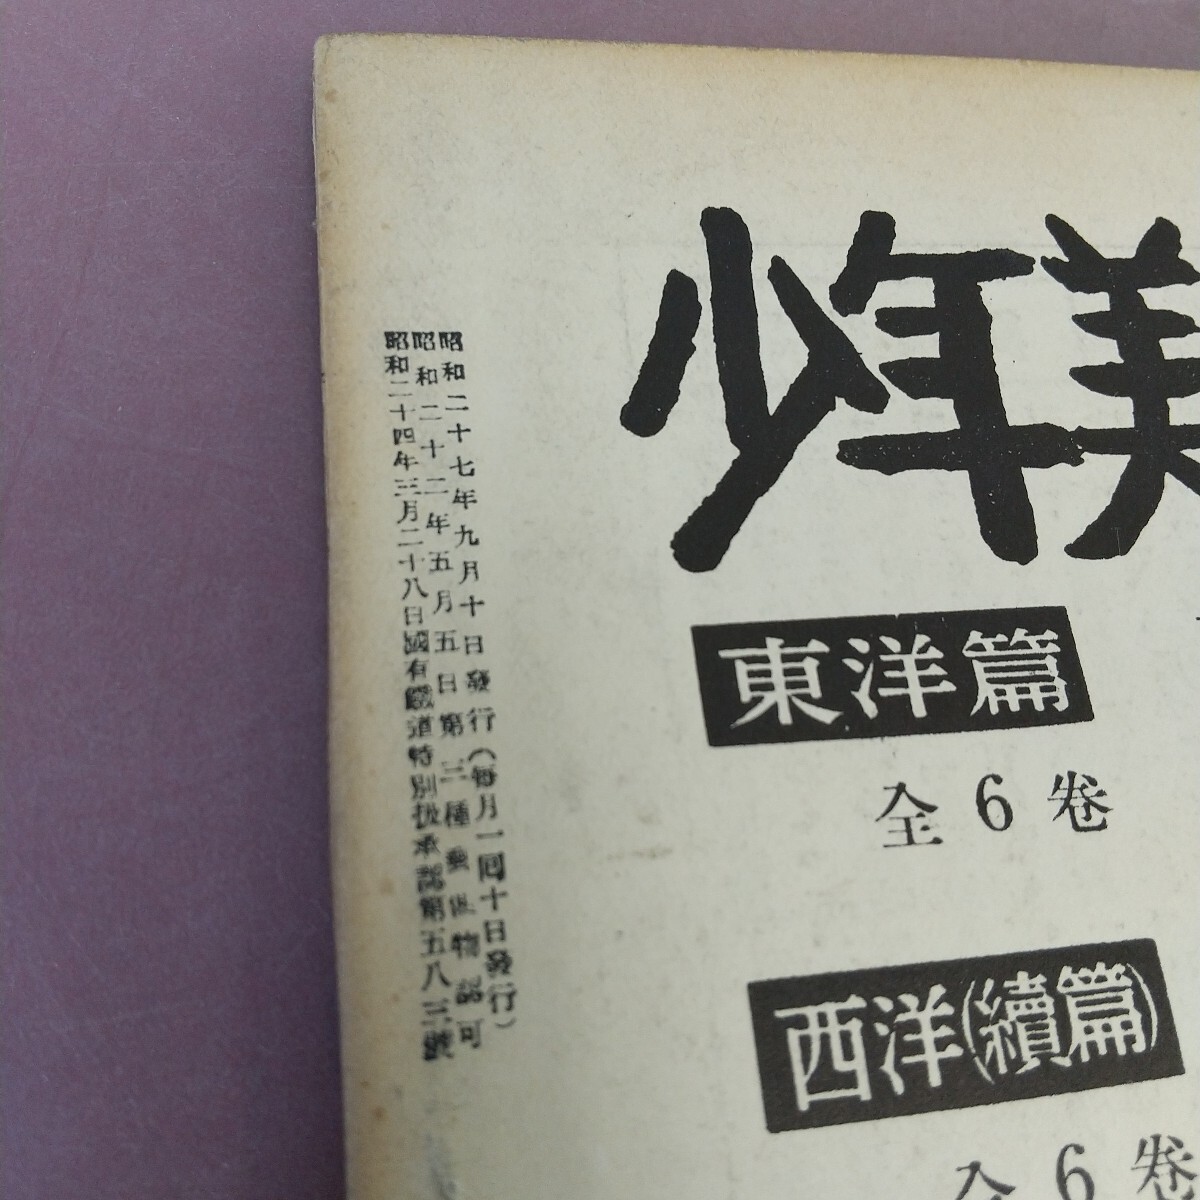 少年美
東洋篇
全6卷
西洋(續篇)
全6卷
昭和二十七年九月十日發行(每月一回十日發行)
昭和二十二年五月五日第三種郵便物認可
昭和二十四年三月二十八日國有鐵道特別扱承認第五八三號